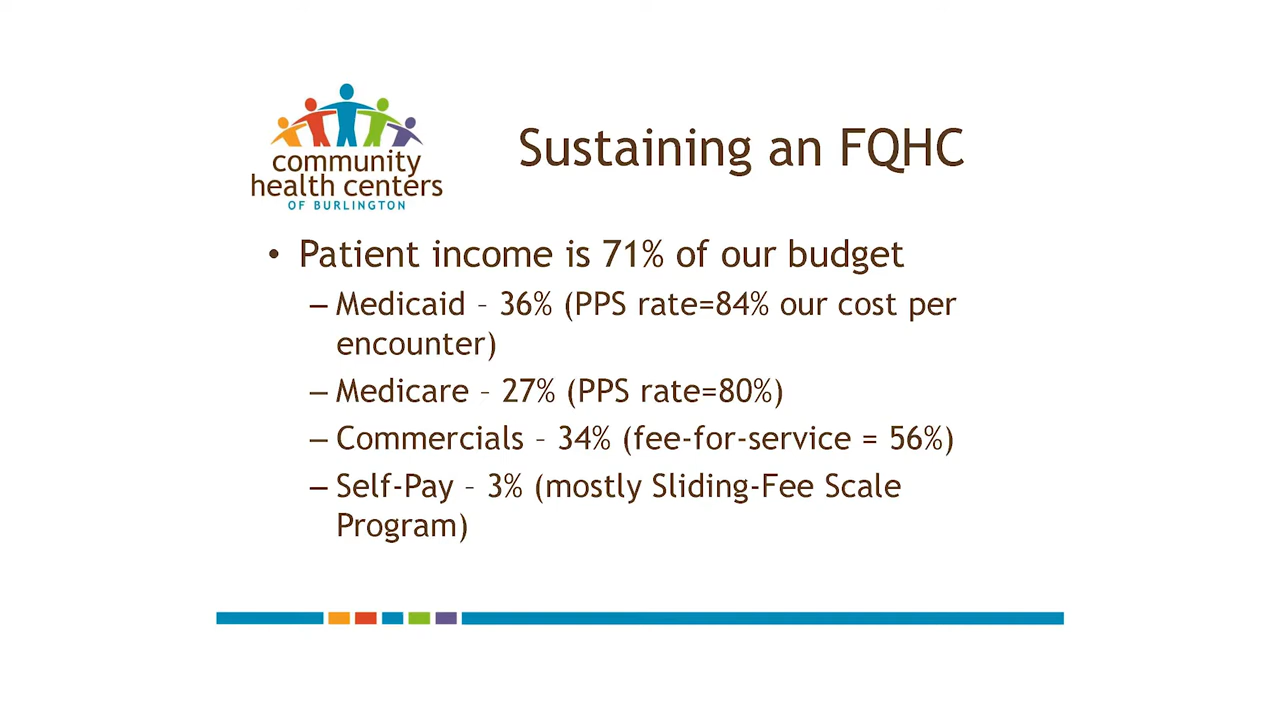 community
health centers
OF BURLINGTON
Sustaining an FQHC
• Patient income is 71% of our budget
– Medicaid – 36% (PPS rate=84% our cost per
encounter)
– Medicare – 27% (PPS rate=80%)
– Commercials – 34% (fee-for-service = 56%)
– Self-Pay – 3% (mostly Sliding-Fee Scale
Program)